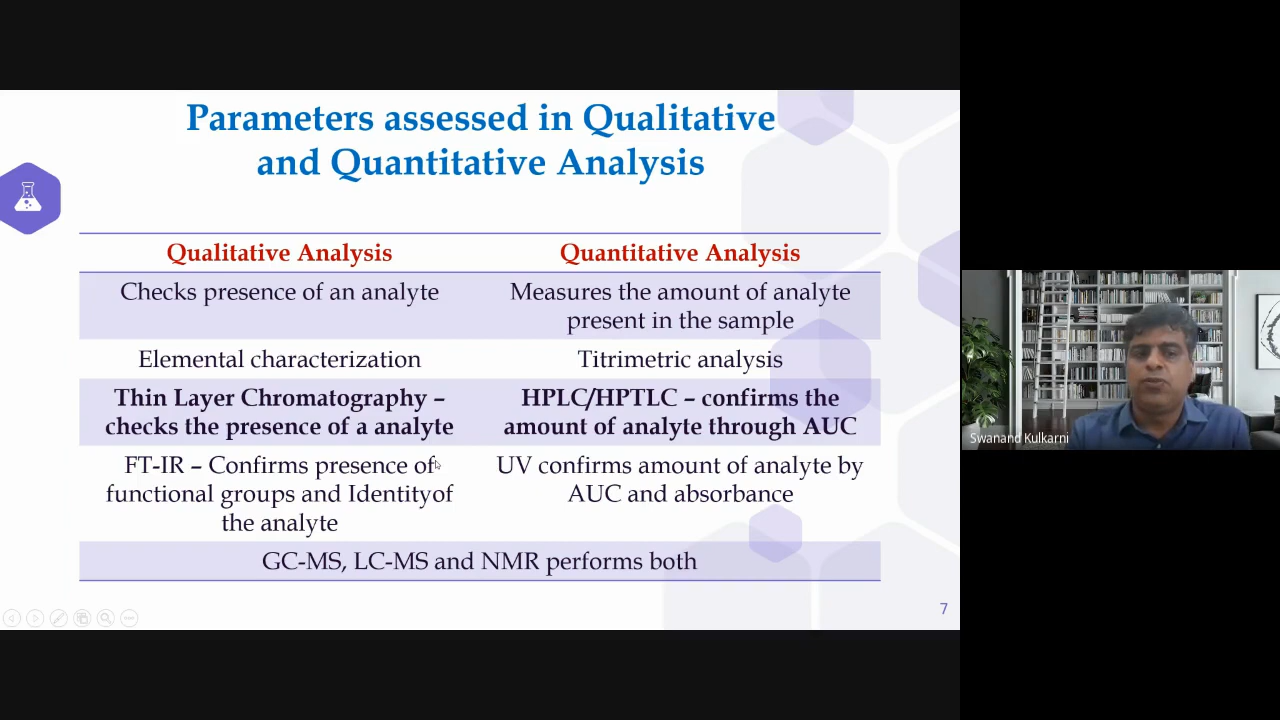 Parameters assessed in Qualitative
and Quantitative Analysis
Qualitative Analysis
Quantitative Analysis
Checks presence of an analyte
Measures the amount of analyte
present in the sample
Elemental characterization
Titrimetric analysis
Thin Layer Chromatography –
checks the presence of a analyte
HPLC/HPTLC – confirms the
amount of analyte through AUC
FT-IR – Confirms presence of
functional groups and Identityof
the analyte
UV confirms amount of analyte by
AUC and absorbance
GC-MS, LC-MS and NMR performs both
7
Swanand Kulkarni